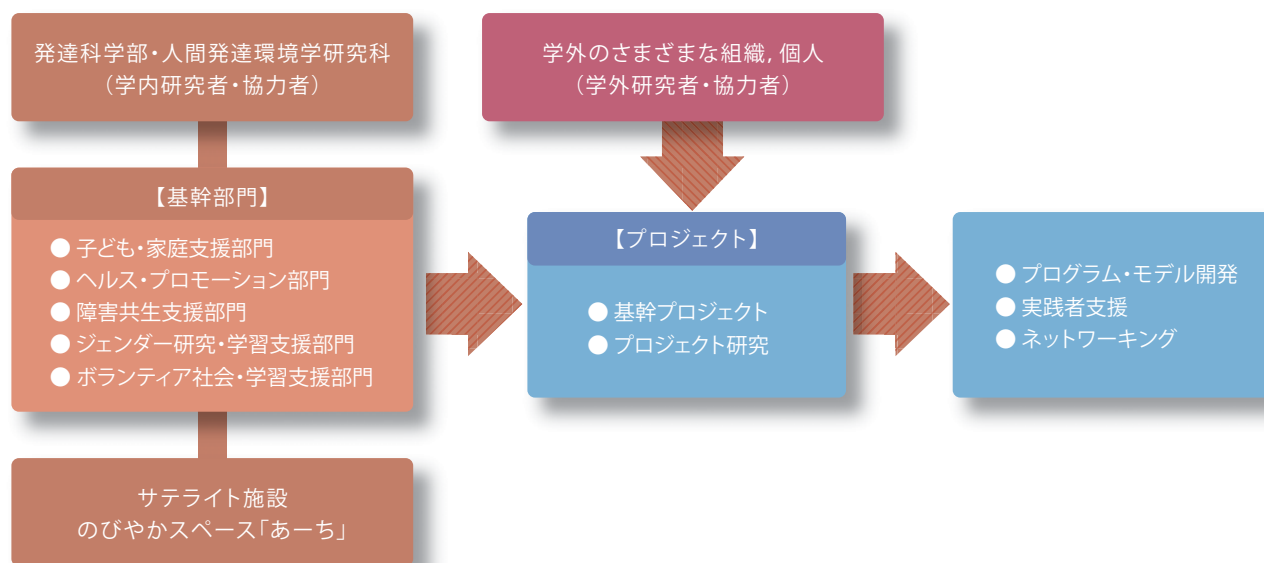 発達科学部・人間発達環境学研究科
(学内研究者・協力者)
学外のさまざまな組織, 個人
(学外研究者・協力者)
【基幹部門】
● 子ども・家庭支援部門
● ヘルス・プロモーション部門
● 障害共生支援部門
● ジェンダー研究・学習支援部門
● ボランティア社会・学習支援部門
【プロジェクト】
● 基幹プロジェクト
● プロジェクト研究
● プログラム・モデル開発
● 実践者支援
● ネットワーキング
サテライト施設
のびやかスペース「あーち」